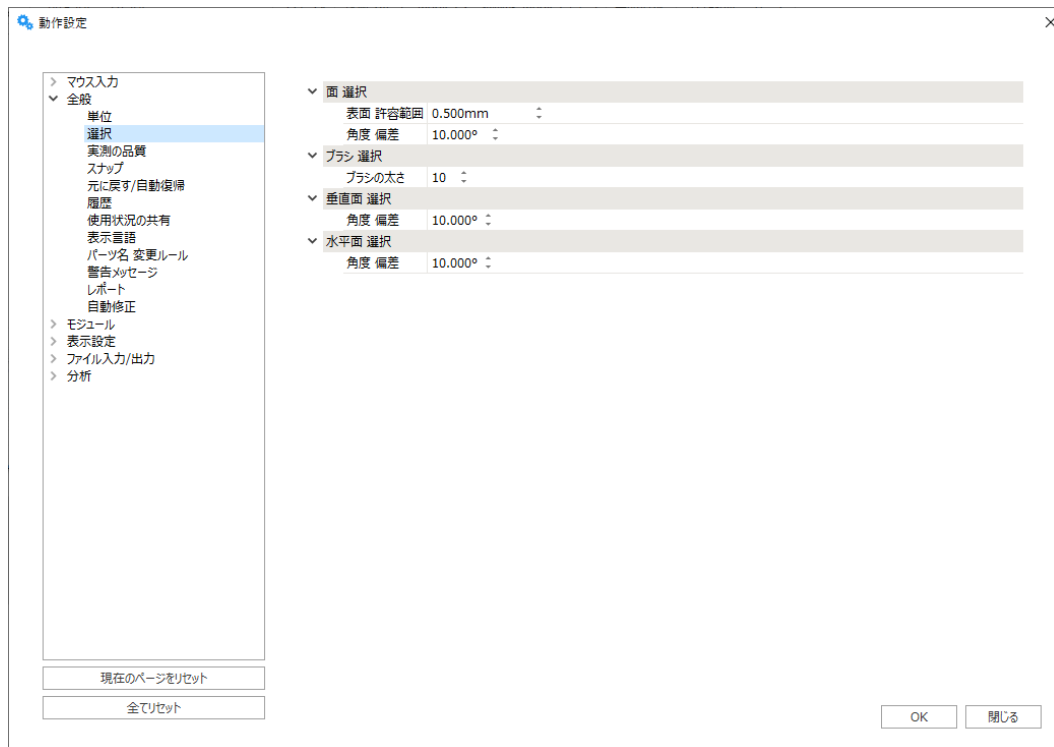 動作設定
マウス入力
全般
単位
選択
実測の品質
スナップ
元に戻す/自動復帰
履歴
使用状況の共有
表示言語
パーツ名 変更ルール
警告メッセージ
レポート
自動修正
モジュール
表示設定
ファイル入力/出力
分析
現在のページをリセット
全てリセット
面 選択
表面 許容範囲 0.500mm
角度 偏差 10.000°
ブラシ 選択
ブラシの太さ 10
垂直面 選択
角度 偏差 10.000°
水平面 選択
角度 偏差 10.000°
OK 閉じる